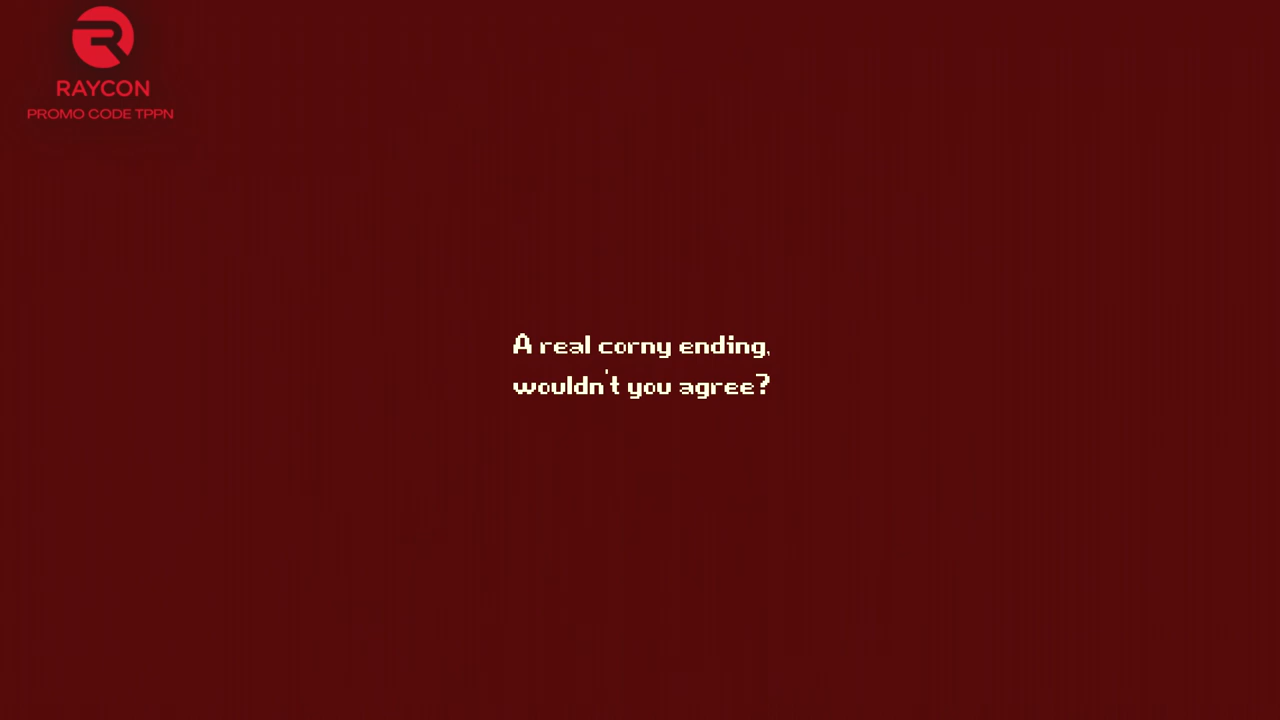 RAYCON
PROMO CODE TPPN
A real corny ending,
wouldn't you agree?